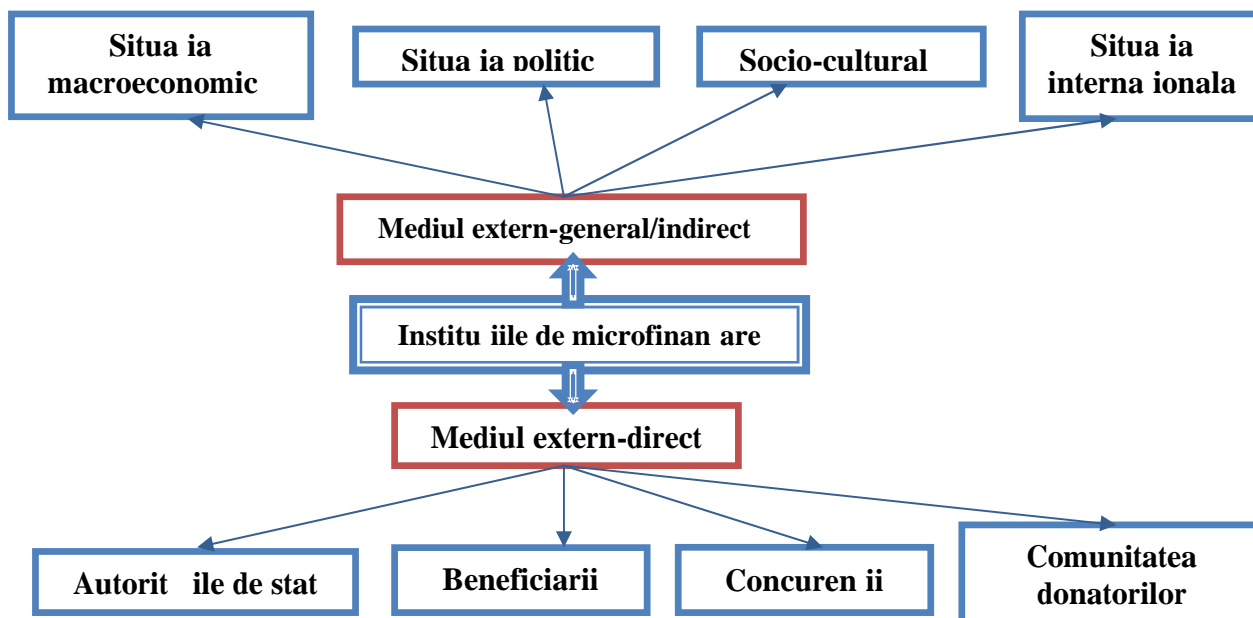 Situa ia
macroeconomic
Situa ia politic
Socio-cultural
Situa ia
interna ionala
Mediul extern-general/indirect
Institu iile de microfinan are
Mediul extern-direct
Autorit ile de stat
Beneficiarii
Concuren ii
Comunitatea
donatorilor